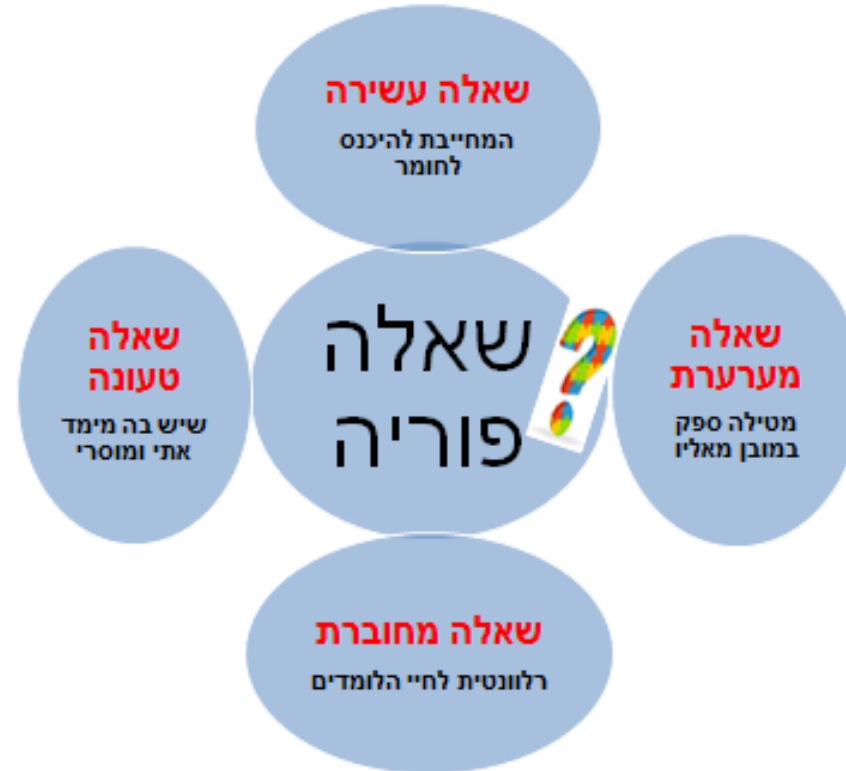 שאלה עשירה
המחייבת להיכנס
לחומר
שאלה
מערערת
מטילה ספק
במובן מאליו
שאלה
פוריה
שאלה
טעונה
שיש בה מימד
אתי ומוסרי
שאלה מחוברת
רלוונטית לחיי הלומדים